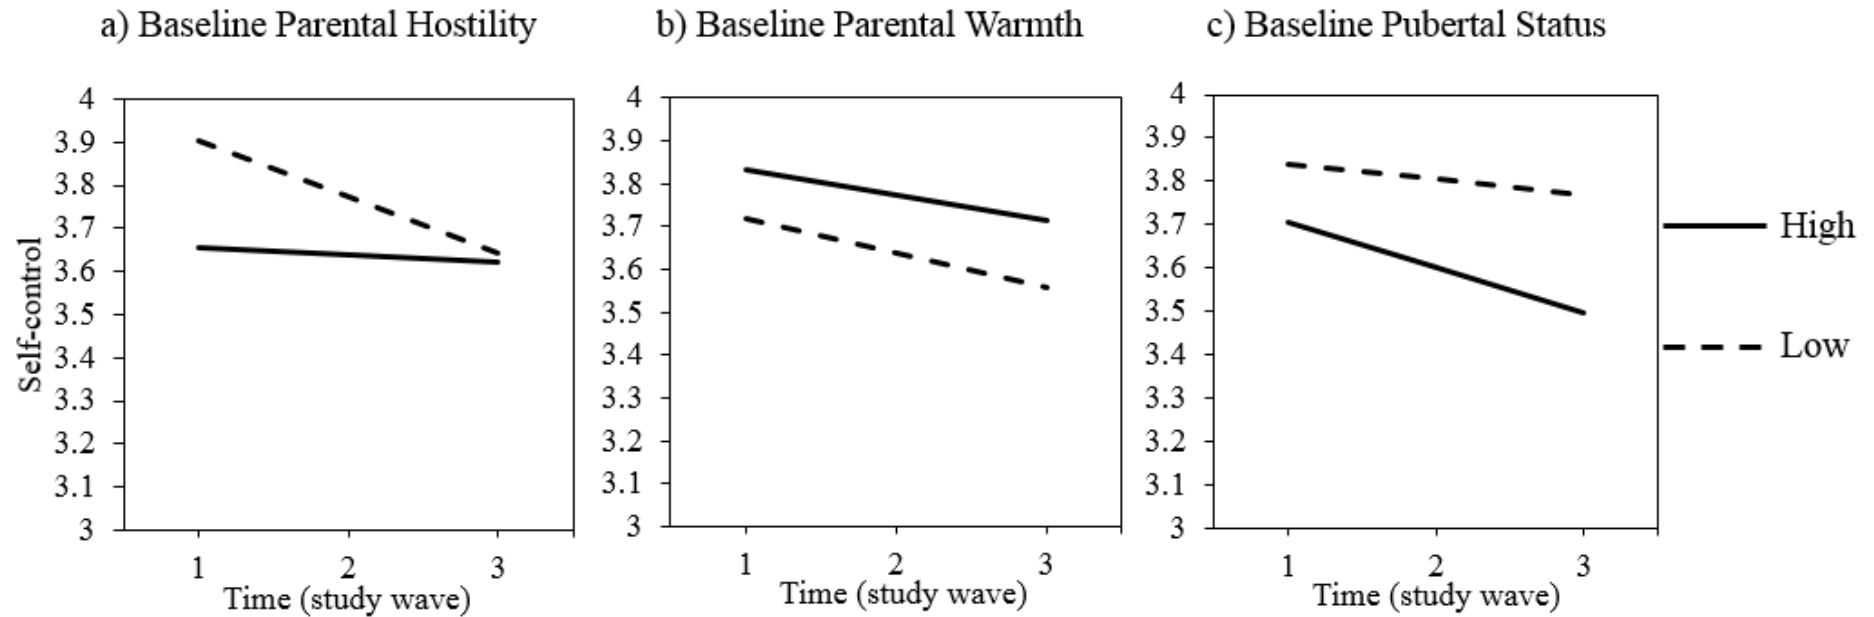 a) Baseline Parental Hostility
b) Baseline Parental Warmth
c) Baseline Pubertal Status
Self-control
4
3.9
3.8
3.7
3.6
3.5
3.4
3.3
3.2
3.1
3
1 2 3
Time (study wave)
4
3.9
3.8
3.7
3.6
3.5
3.4
3.3
3.2
3.1
3
1 2 3
Time (study wave)
4
3.9
3.8
3.7
3.6
3.5
3.4
3.3
3.2
3.1
3
1 2 3
Time (study wave)
High
Low